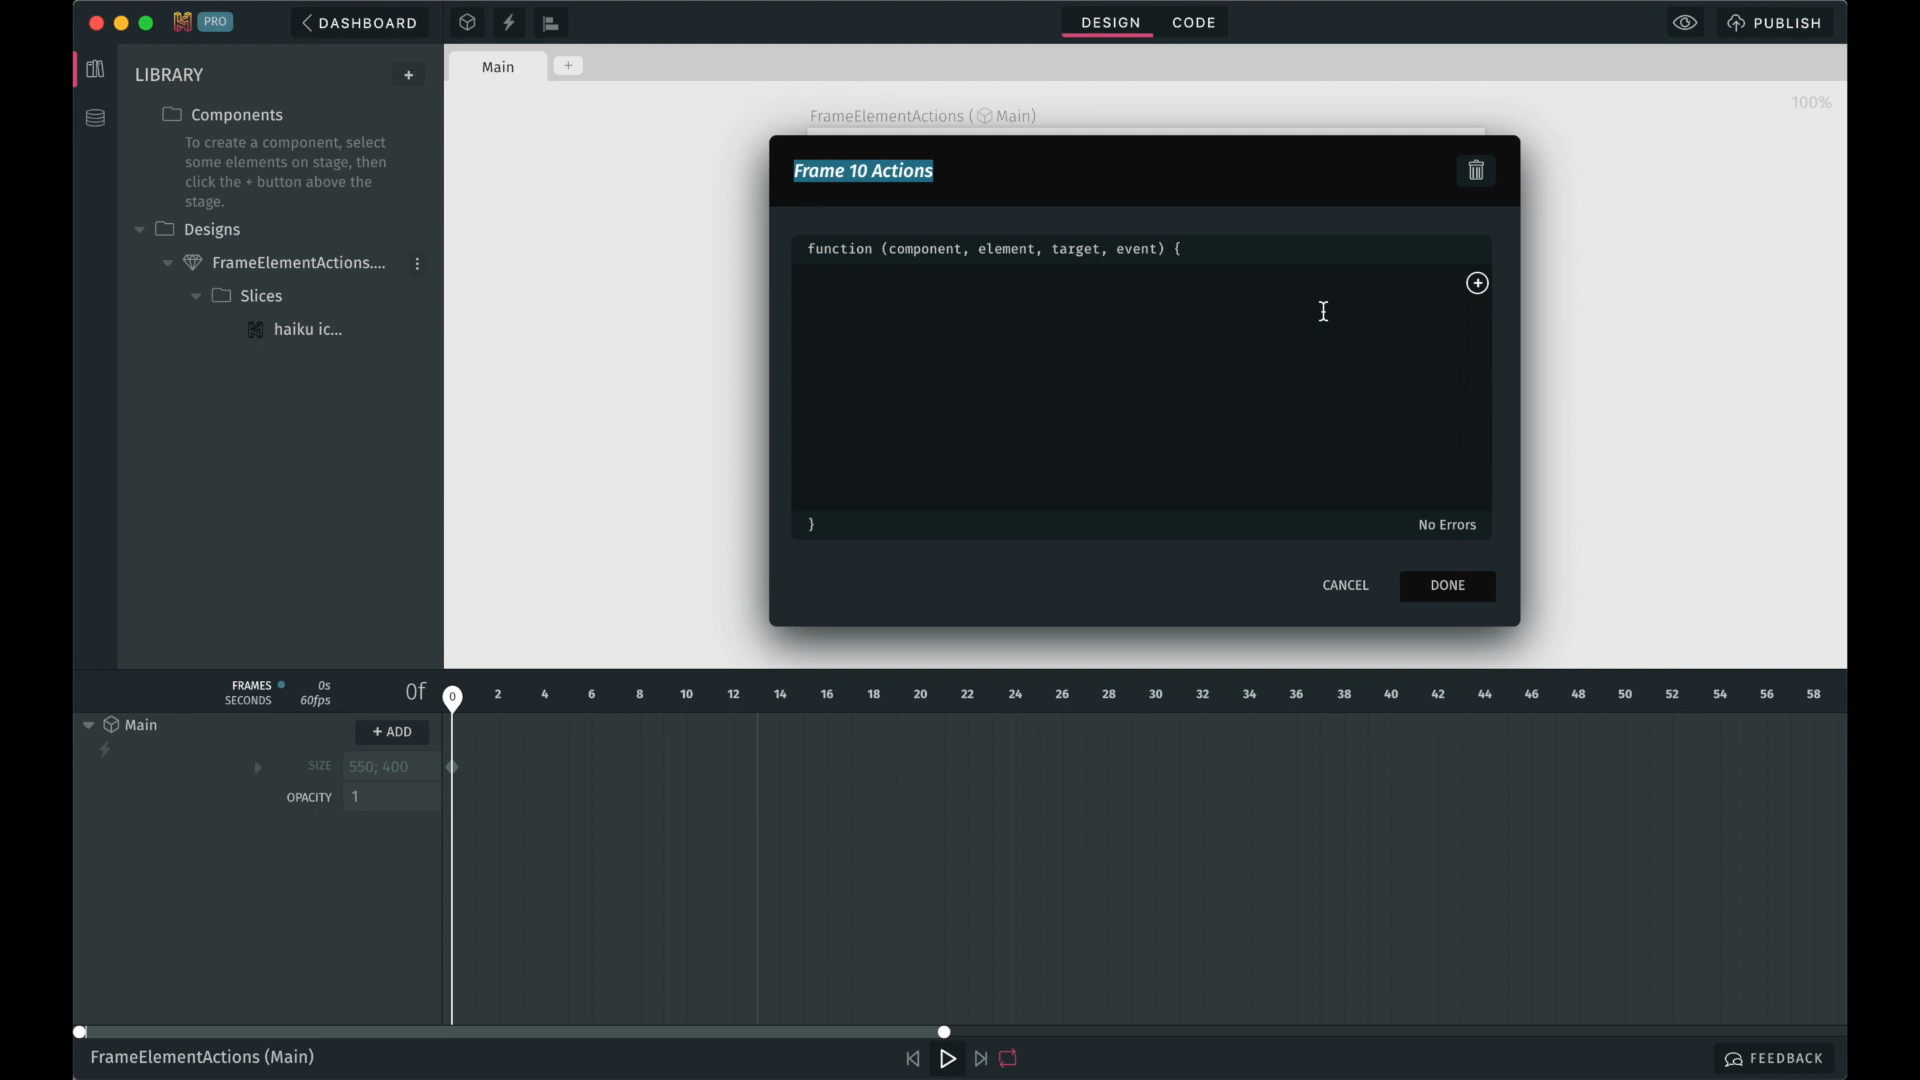 PRO
DASHBOARD
DESIGN
CODE
PUBLISH
LIBRARY
+
Main
+
100%
Components
To create a component, select
some elements on stage, then
click the + button above the
stage.
Designs
FrameElementActions....
Slices
haiku ic...
FrameElementActions ( Main)
Frame 10 Actions
function (component, element, target, event) {
}
No Errors
CANCEL
DONE
FRAMES
SECONDS
0s
60fps
0f
0 2 4 6 8 10 12 14 16 18 20 22 24 26 28 30 32 34 36 38 40 42 44 46 48 50 52 54 56 58
Main
+ ADD
SIZE 550; 400
OPACITY 1
FrameElementActions (Main)
FEEDBACK